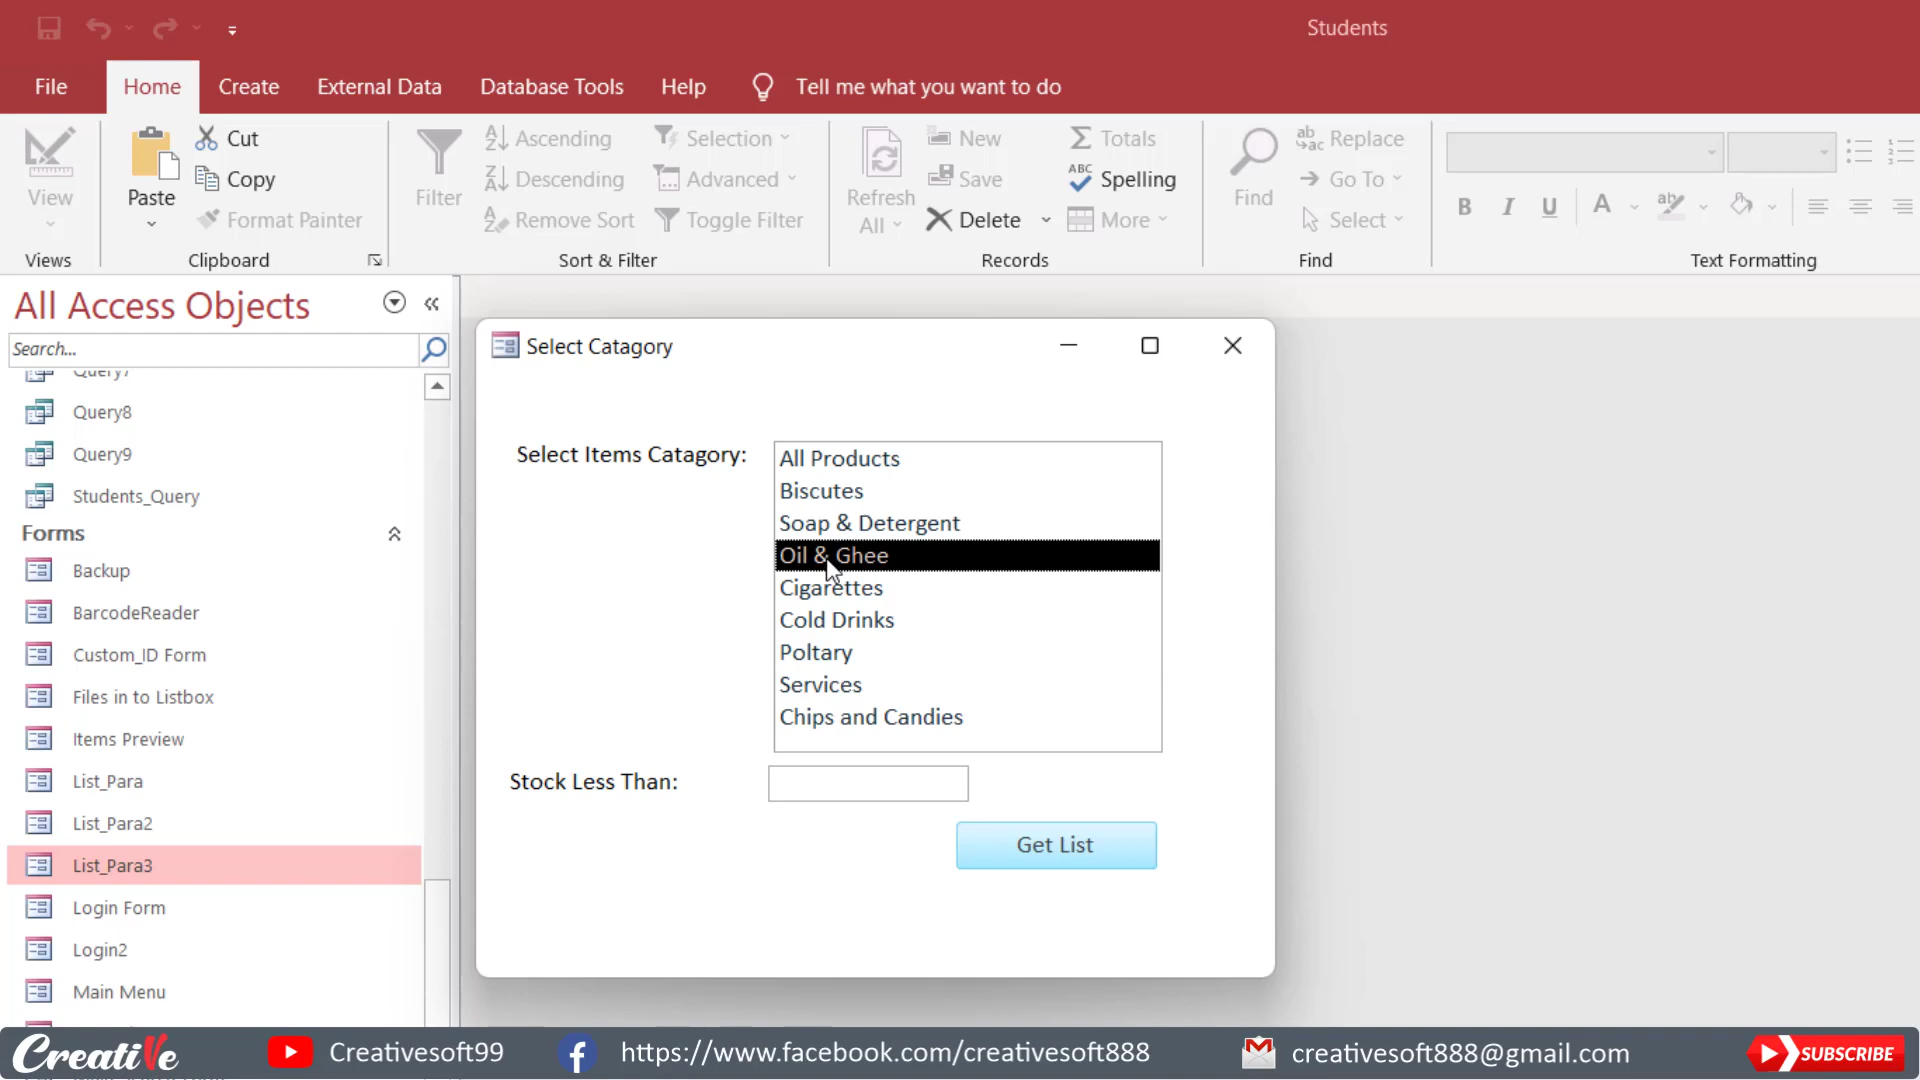 Students
File Home Create External Data Database Tools Help Tell me what you want to do
View
Views
Paste
Cut
Copy
Format Painter
Clipboard
Filter
Ascending
Descending
Remove Sort
Selection
Advanced
Toggle Filter
Sort & Filter
Refresh
All
New
Save
Delete
Totals
Spelling
More
Records
Find
Replace
Go To
Select
Find
B I U A
Text Formatting
All Access Objects
Search...
Query7
Query8
Query9
Students_Query
Forms
Backup
BarcodeReader
Custom_ID Form
Files in to Listbox
Items Preview
List_Para
List_Para2
List_Para3
Login Form
Login2
Main Menu
Select Catagory
Select Items Catagory:
All Products
Biscutes
Soap & Detergent
Oil & Ghee
Cigarettes
Cold Drinks
Poltary
Services
Chips and Candies
Stock Less Than:
Get List
CreatiVe Creativesoft99 https://www.facebook.com/creativesoft888 creativesoft888@gmail.com SUBSCRIBE